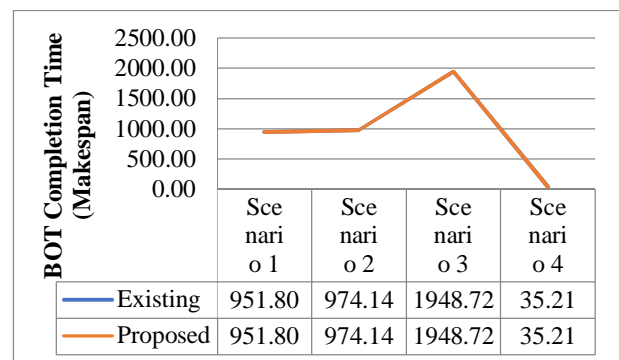 BOT Completion Time
(Makespan)
2500.00
2000.00
1500.00
1000.00
500.00
0.00
Sce
nari
o 1
Sce
nari
o 2
Sce
nari
o 3
Sce
nari
o 4
Existing 951.80 974.14 1948.72 35.21
Proposed 951.80 974.14 1948.72 35.21